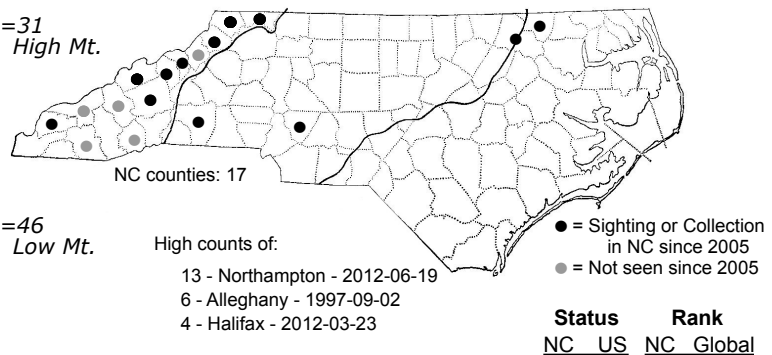 =31
High Mt.
NC counties: 17
=46
Low Mt.
High counts of:
13 - Northampton - 2012-06-19
6 - Alleghany - 1997-09-02
4 - Halifax - 2012-03-23
= Sighting or Collection
in NC since 2005
= Not seen since 2005
Status Rank
NC US NC Global